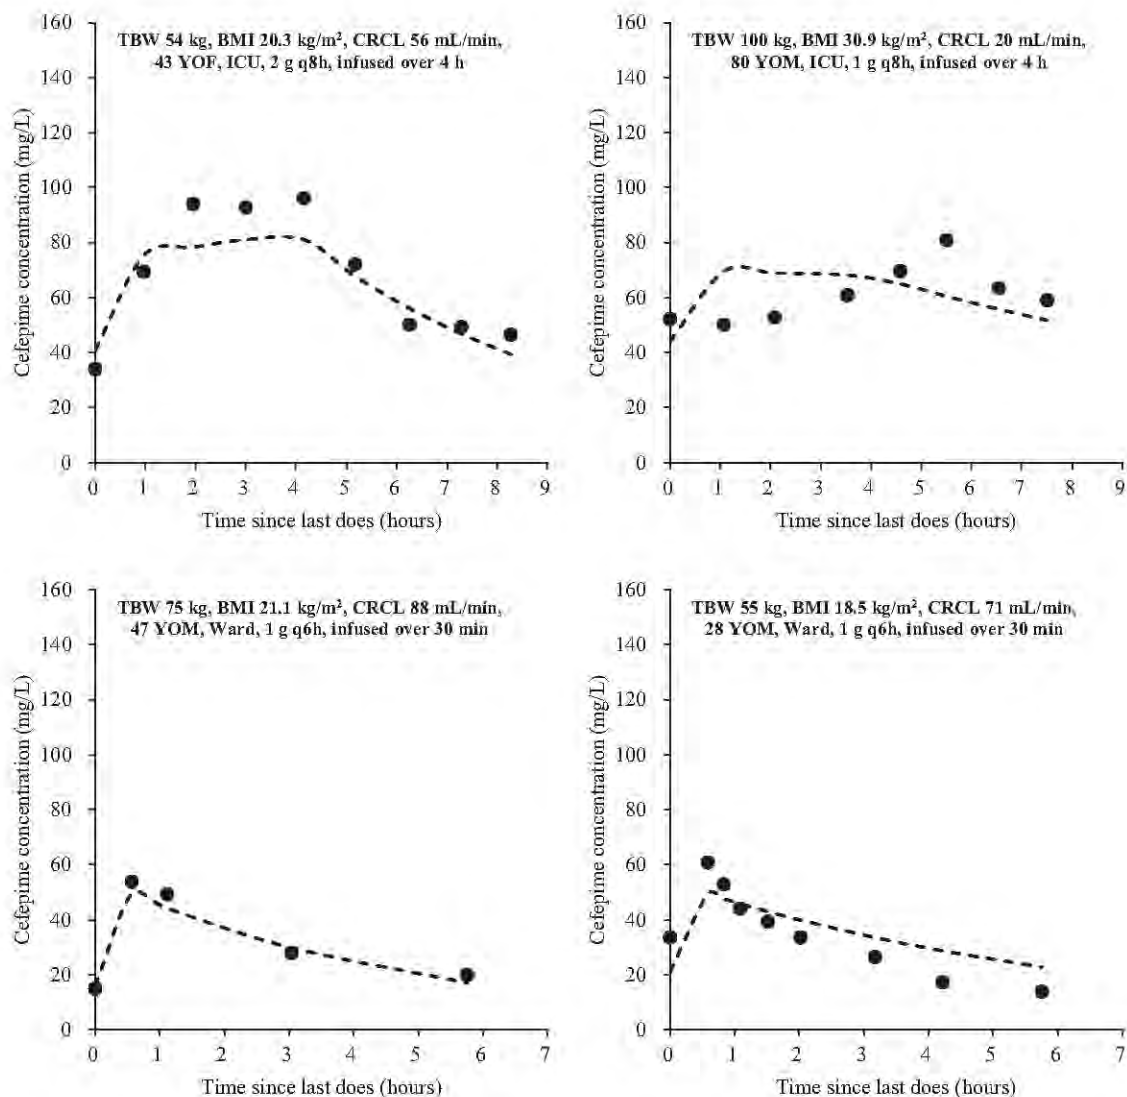 TBW 54 kg, BMI 20.3 kg/m², CRCL 56 mL/min,
43 YOF, ICU, 2 g q8h, infused over 4 h
Cefepime concentration (mg/L)
160
140
120
100
80
60
40
20
0
0 1 2 3 4 5 6 7 8 9
Time since last does (hours)
TBW 100 kg, BMI 30.9 kg/m², CRCL 20 mL/min,
80 YOM, ICU, 1 g q8h, infused over 4 h
Cefepime concentration (mg/L)
160
140
120
100
80
60
40
20
0
0 1 2 3 4 5 6 7 8 9
Time since last does (hours)
TBW 75 kg, BMI 21.1 kg/m², CRCL 88 mL/min,
47 YOM, Ward, 1 g q6h, infused over 30 min
Cefepime concentration (mg/L)
160
140
120
100
80
60
40
20
0
0 1 2 3 4 5 6 7
Time since last does (hours)
TBW 55 kg, BMI 18.5 kg/m², CRCL 71 mL/min,
28 YOM, Ward, 1 g q6h, infused over 30 min
Cefepime concentration (mg/L)
160
140
120
100
80
60
40
20
0
0 1 2 3 4 5 6 7
Time since last does (hours)